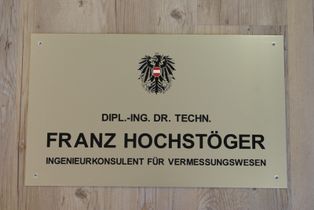 DIPL.-ING. DR. TECHN.
FRANZ HOCHSTÖGER
INGENIEURKONSULENT FÜR VERMESSUNGSWESEN